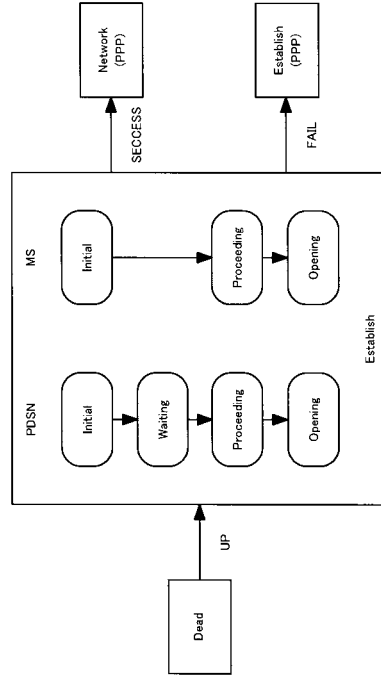 Dead
UP
PDSN
Initial
Waiting
Proceeding
Opening
MS
Initial
Proceeding
Opening
Establish
SECCESS
Network
(PPP)
FAIL
Establish
(PPP)